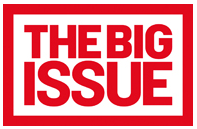 THE BIG
ISSUE